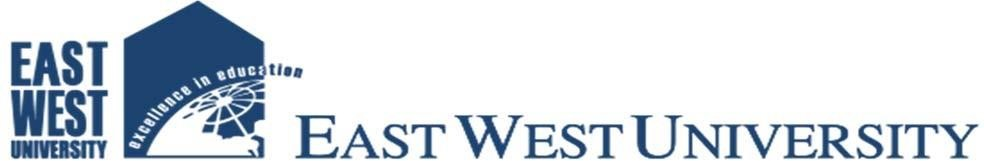 EAST
WEST
UNIVERSITY
excellence in education
EAST WEST UNIVERSITY